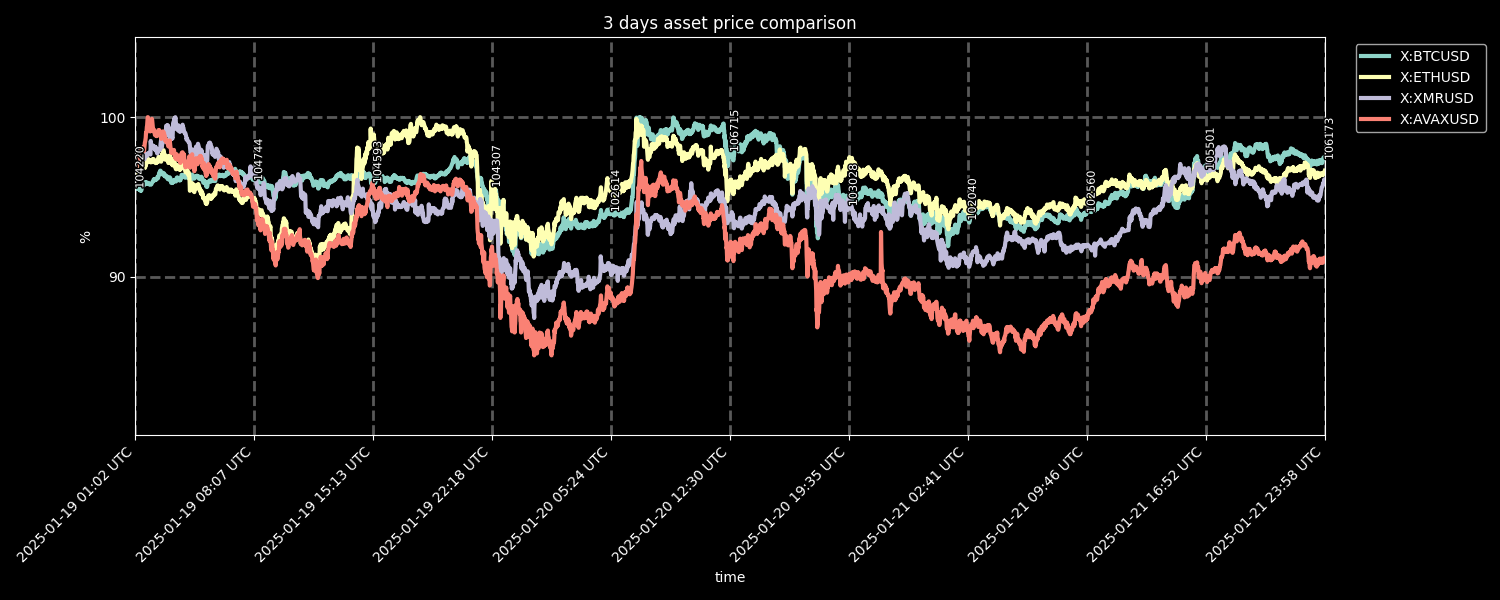 3 days asset price comparison
X:BTCUSD
X:ETHUSD
X:XMRUSD
X:AVAXUSD
100
90
%
104220
104744
104593
104307
102614
106715
103028
102040
102560
105501
106173
2025-01-19 01:02 UTC
2025-01-19 08:07 UTC
2025-01-19 15:13 UTC
2025-01-19 22:18 UTC
2025-01-20 05:24 UTC
2025-01-20 12:30 UTC
2025-01-20 19:35 UTC
2025-01-21 02:41 UTC
2025-01-21 09:46 UTC
2025-01-21 16:52 UTC
2025-01-21 23:58 UTC
time